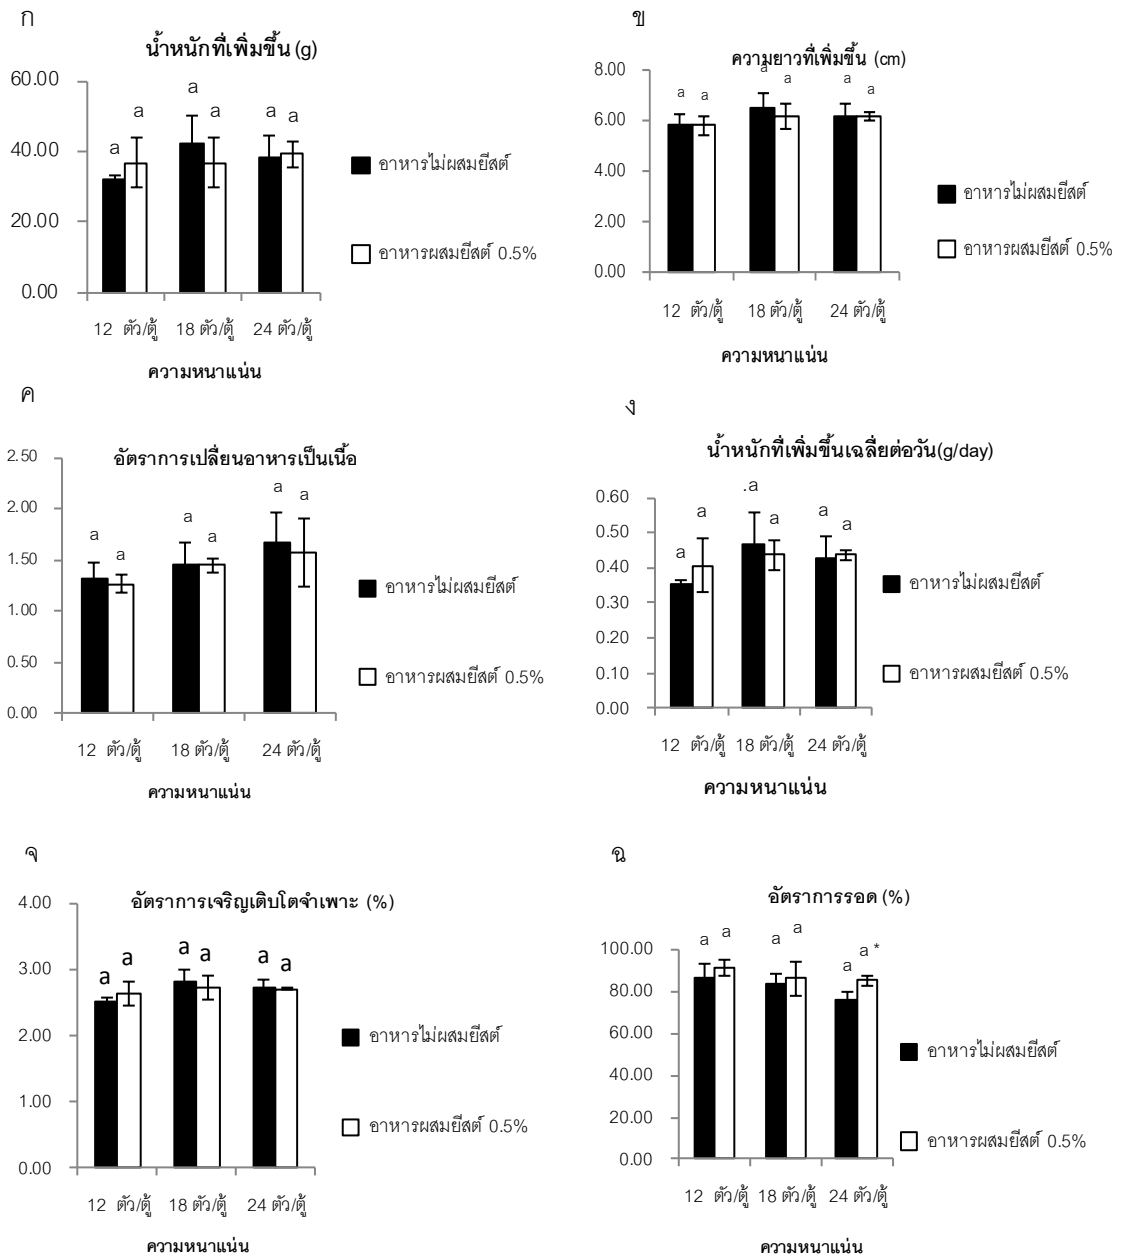 ก
น้ำหนักที่เพิ่มขึ้น (g)
60.00
40.00
20.00
0.00
a a a a a a
12 ตัว/ตู้ 18 ตัว/ตู้ 24 ตัว/ตู้
ความหนาแน่น
อาหารไม่ผสมยีสต์
อาหารผสมยีสต์ 0.5%
ข
ความยาวที่เพิ่มขึ้น (cm)
8.00
6.00
4.00
2.00
0.00
a a a a a a
12 ตัว/ตู้ 18 ตัว/ตู้ 24 ตัว/ตู้
ความหนาแน่น
อาหารไม่ผสมยีสต์
อาหารผสมยีสต์ 0.5%
ค
อัตราการเปลี่ยนอาหารเป็นเนื้อ
2.50
2.00
1.50
1.00
0.50
0.00
a a a a a a
12 ตัว/ตู้ 18 ตัว/ตู้ 24 ตัว/ตู้
ความหนาแน่น
อาหารไม่ผสมยีสต์
อาหารผสมยีสต์ 0.5%
ง
น้ำหนักที่เพิ่มขึ้นเฉลี่ยต่อวัน(g/day)
0.60
0.50
0.40
0.30
0.20
0.10
0.00
a a .a a a a
12 ตัว/ตู้ 18 ตัว/ตู้ 24 ตัว/ตู้
ความหนาแน่น
อาหารไม่ผสมยีสต์
อาหารผสมยีสต์ 0.5%
จ
อัตราการเจริญเติบโตจำเพาะ (%)
4.00
3.00
2.00
1.00
0.00
a a a a a a
12 ตัว/ตู้ 18 ตัว/ตู้ 24 ตัว/ตู้
ความหนาแน่น
อาหารไม่ผสมยีสต์
อาหารผสมยีสต์ 0.5%
ฉ
อัตราการรอด (%)
100.00
80.00
60.00
40.00
20.00
0.00
a a a a a a *
12 ตัว/ตู้ 18 ตัว/ตู้ 24 ตัว/ตู้
ความหนาแน่น
อาหารไม่ผสมยีสต์
อาหารผสมยีสต์ 0.5%